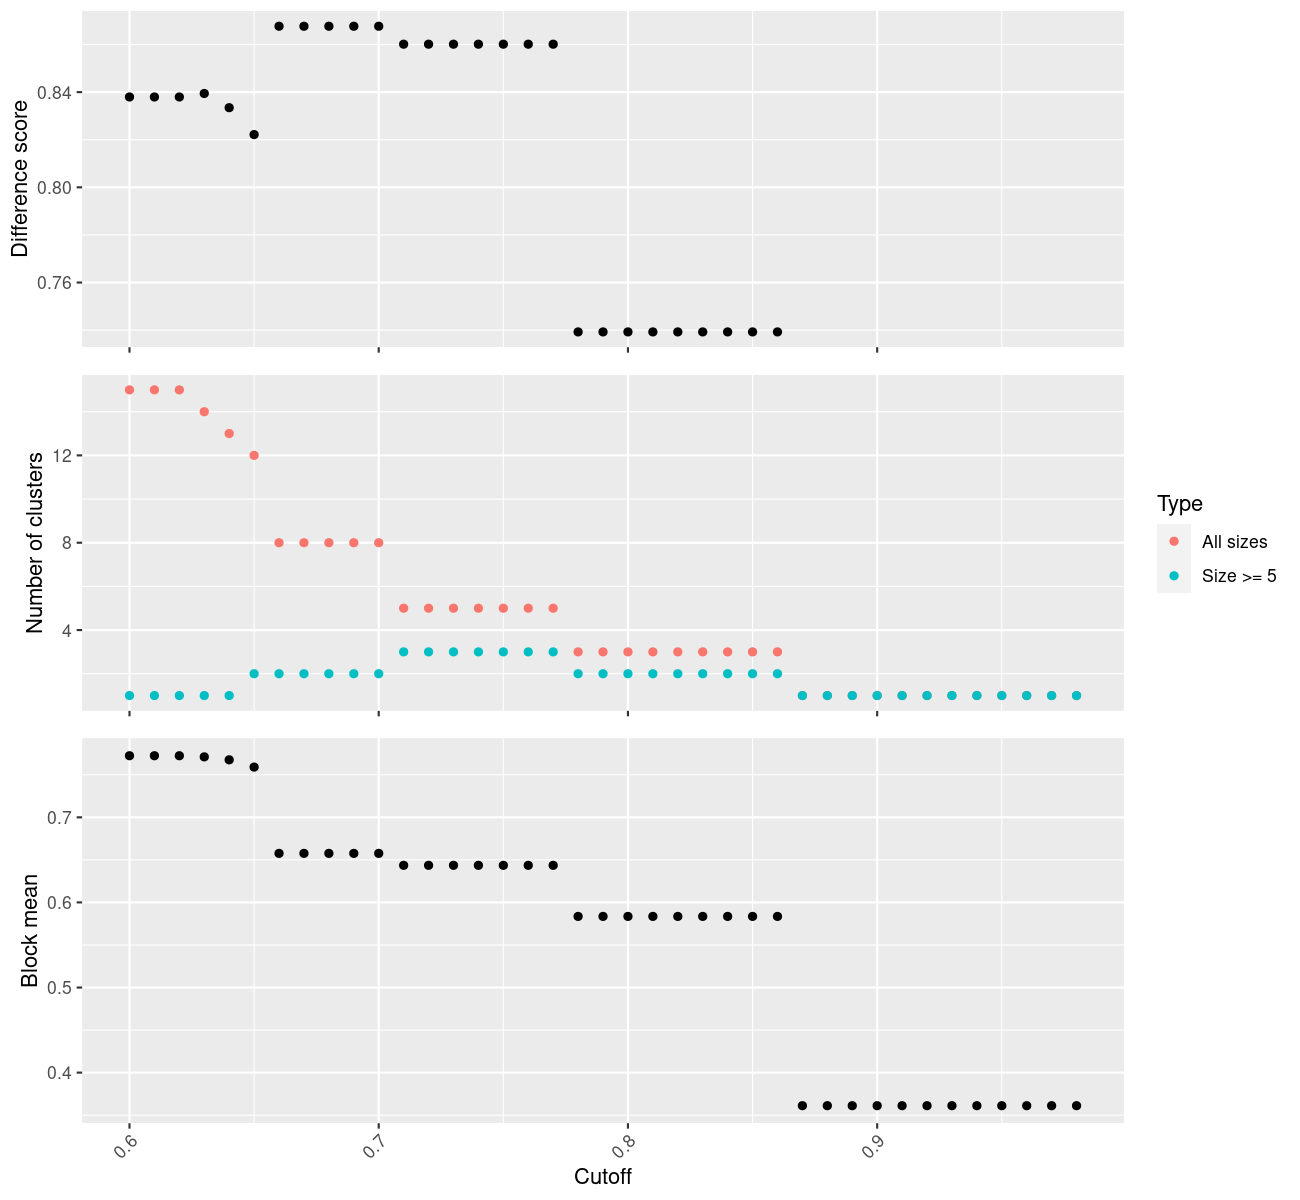 Difference score
0.84
0.80
0.76
Number of clusters
12
8
4
Type
All sizes
Size >= 5
Block mean
0.7
0.6
0.5
0.4
0.6 0.7 0.8 0.9
Cutoff